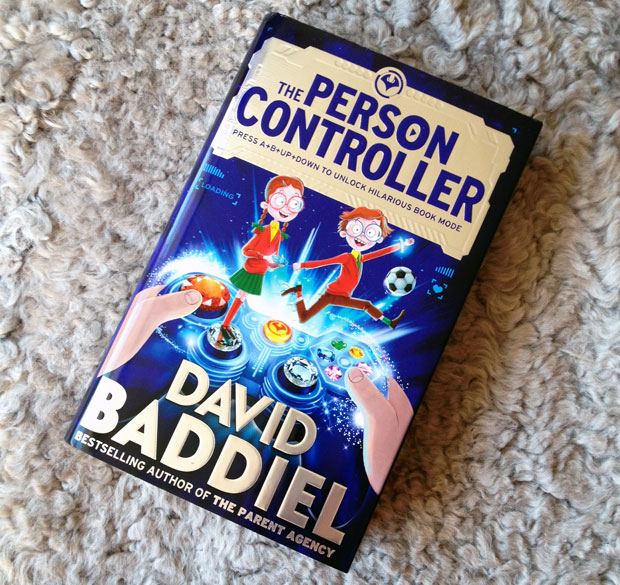 THE PERSON
CONTROLLER
PRESS A+B+UP+DOWN TO UNLOCK HILARIOUS BOOK MODE
LOADING
DAVID
BADDIEL
BESTSELLING AUTHOR OF THE PARENT AGENCY